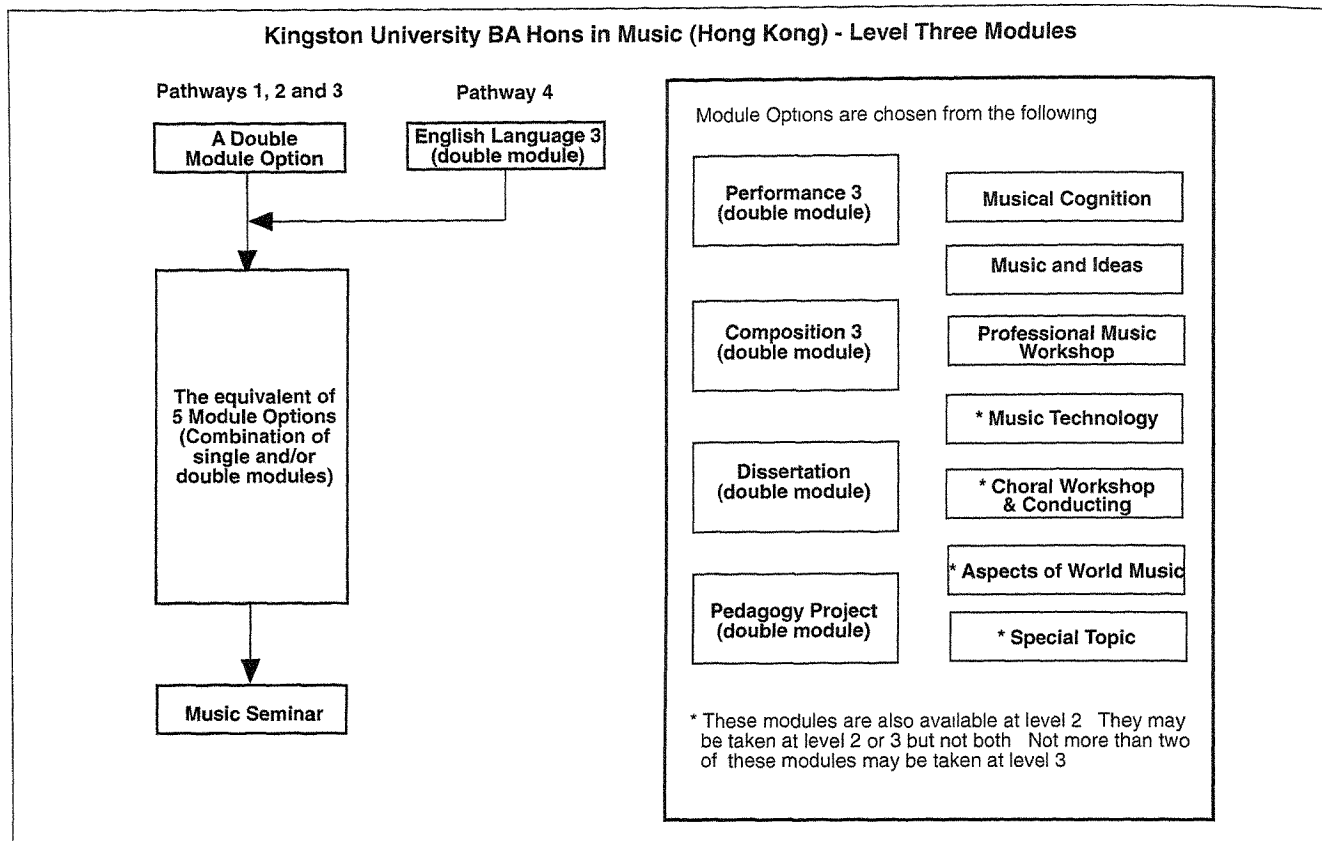 Kingston University BA Hons in Music (Hong Kong) - Level Three Modules
Pathways 1, 2 and 3
A Double
Module Option
Pathway 4
English Language 3
(double module)
The equivalent of
5 Module Options
(Combination of
single and/or
double modules)
Music Seminar
Module Options are chosen from the following
Performance 3
(double module)
Composition 3
(double module)
Dissertation
(double module)
Pedagogy Project
(double module)
Musical Cognition
Music and Ideas
Professional Music
Workshop
* Music Technology
* Choral Workshop
& Conducting
* Aspects of World Music
* Special Topic
* These modules are also available at level 2 They may
be taken at level 2 or 3 but not both Not more than two
of these modules may be taken at level 3